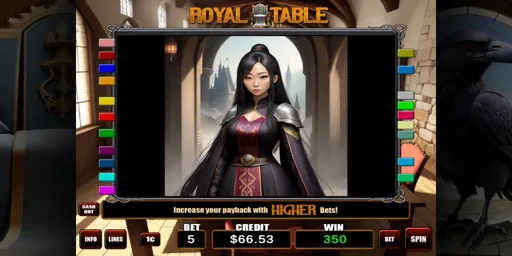 ROYAL TABLE
CASH OUT
Increase your payback with HIGHER Bets!
BET CREDIT WIN
INFO LINES 1¢ 5 $66.53 350 BET SPIN